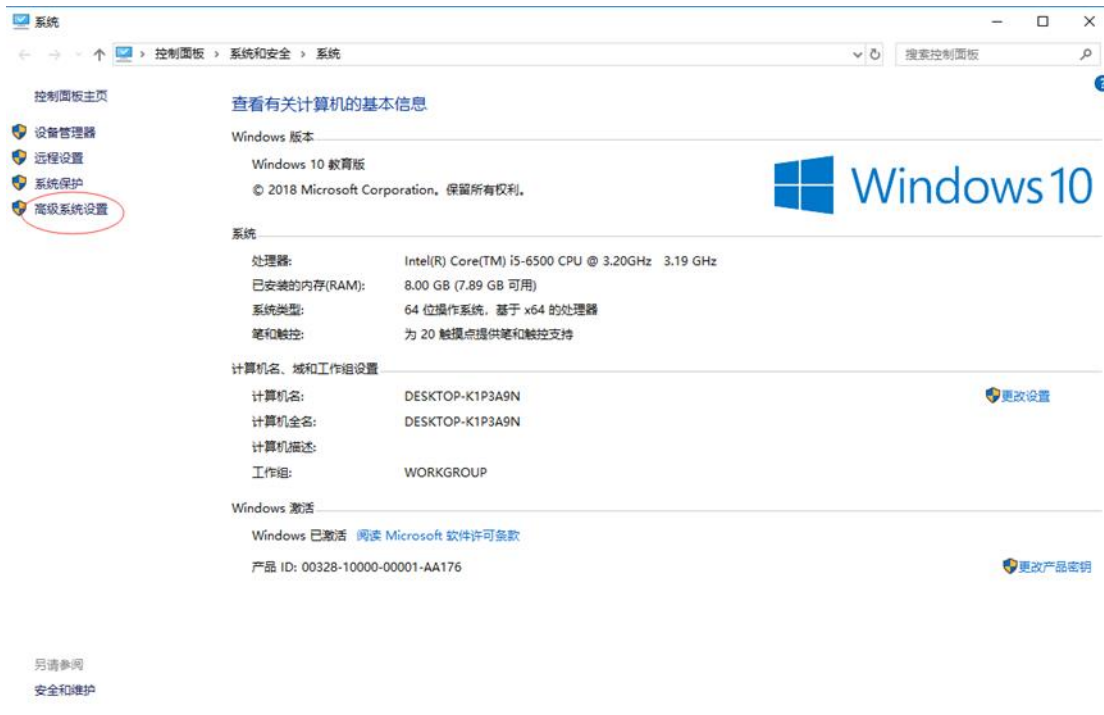 系统
控制面板 › 系统和安全 › 系统
搜索控制面板
控制面板主页
设备管理器
远程设置
系统保护
高级系统设置
查看有关计算机的基本信息
Windows 版本
Windows 10 教育版
© 2018 Microsoft Corporation。保留所有权利。
Windows 10
系统
处理器: Intel(R) Core(TM) i5-6500 CPU @ 3.20GHz 3.19 GHz
已安装的内存(RAM): 8.00 GB (7.89 GB 可用)
系统类型: 64 位操作系统，基于 x64 的处理器
笔和触控: 为 20 触摸点提供笔和触控支持
计算机名、域和工作组设置
计算机名: DESKTOP-K1P3A9N 更改设置
计算机全名: DESKTOP-K1P3A9N
计算机描述:
工作组: WORKGROUP
Windows 激活
Windows 已激活 阅读 Microsoft 软件许可条款
产品 ID: 00328-10000-00001-AA176 更改产品密钥
另请参阅
安全和维护